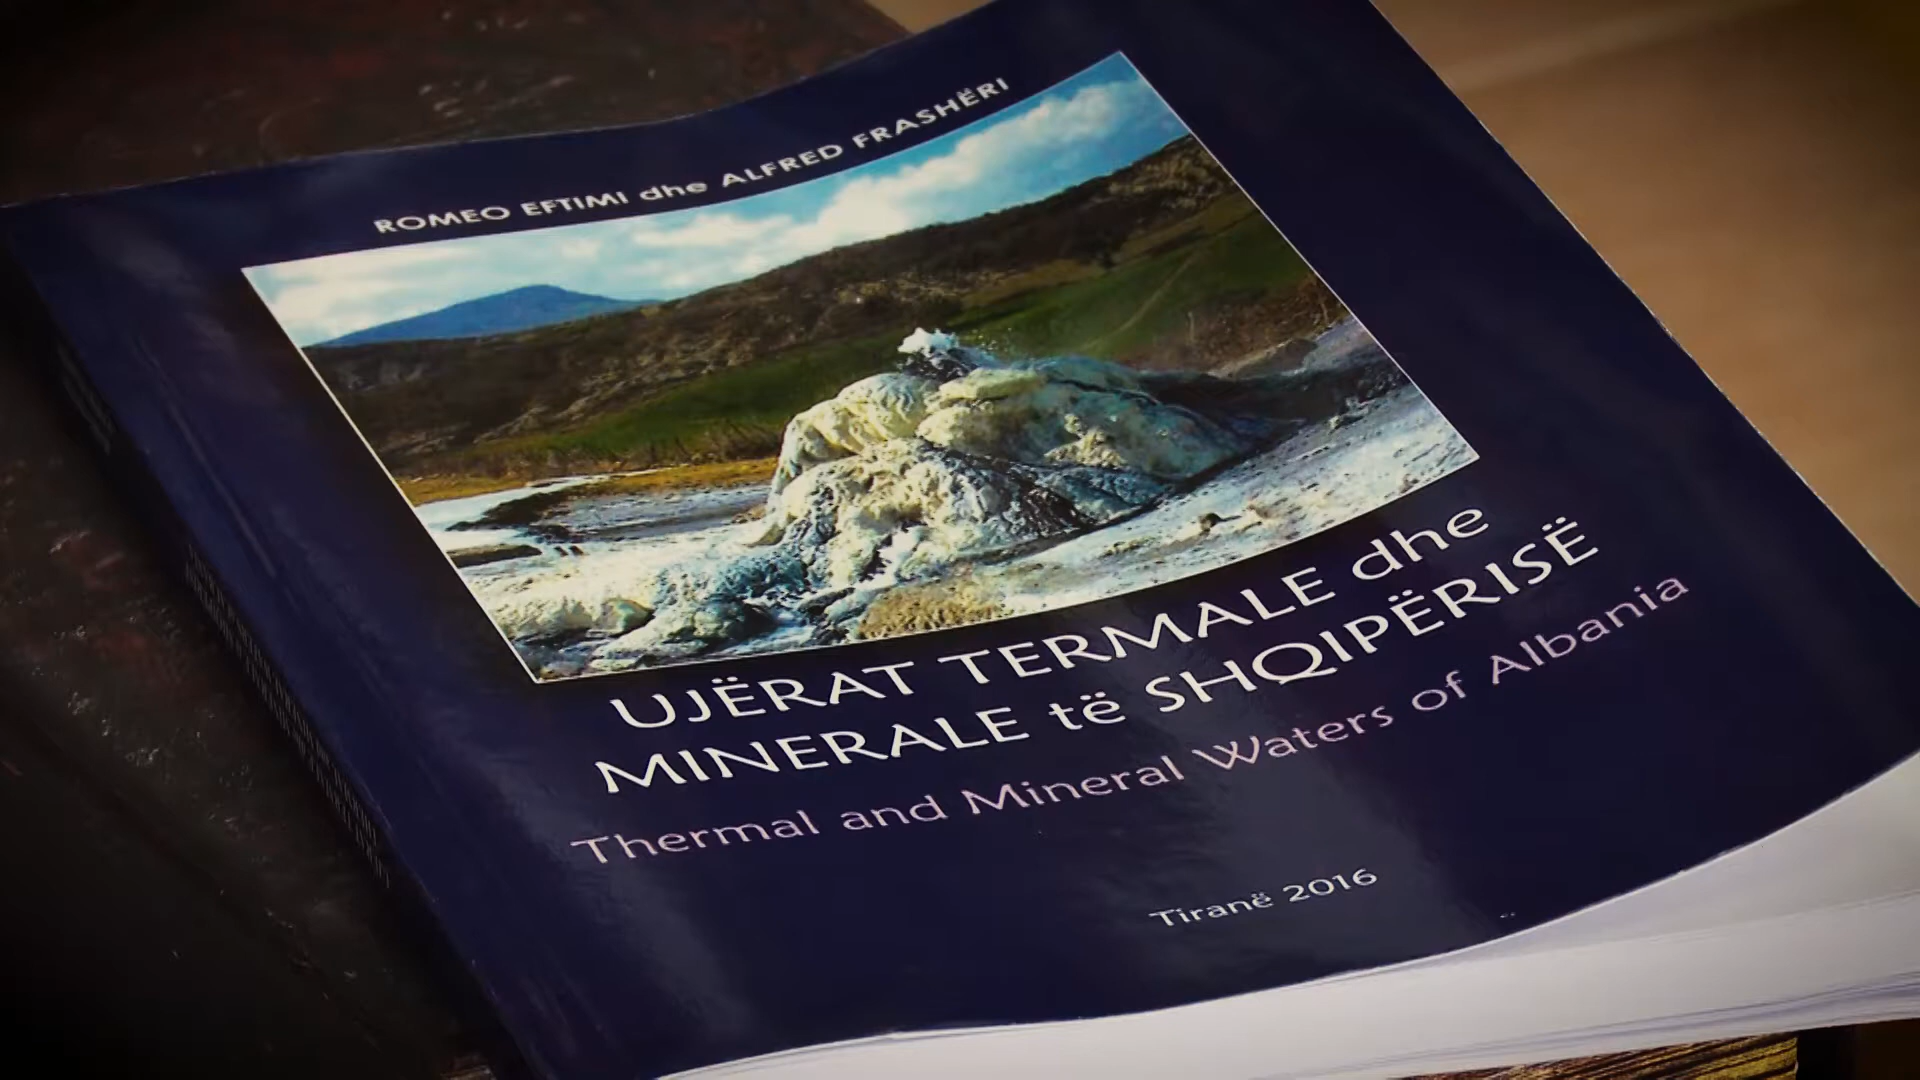 ROMEO EFTIMI dhe ALFRED FRASHËRI
UJËRAT TERMALE dhe
MINERALE të SHQIPËRISË
Thermal and Mineral Waters of Albania
Tiranë 2016